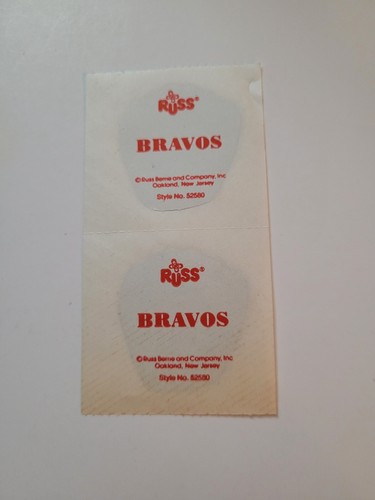 RUSS®
BRAVOS
© Russ Berrie and Company, Inc
Oakland, New Jersey
Style No. 52580
RUSS®
BRAVOS
© Russ Berrie and Company, Inc
Oakland, New Jersey
Style No. 52580